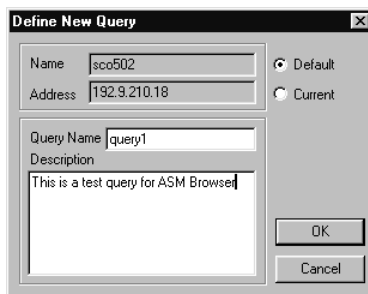 Define New Query
Name sco502
Address 192.9.210.18
Default
Current
Query Name query1
Description
This is a test query for ASM Browser
OK
Cancel